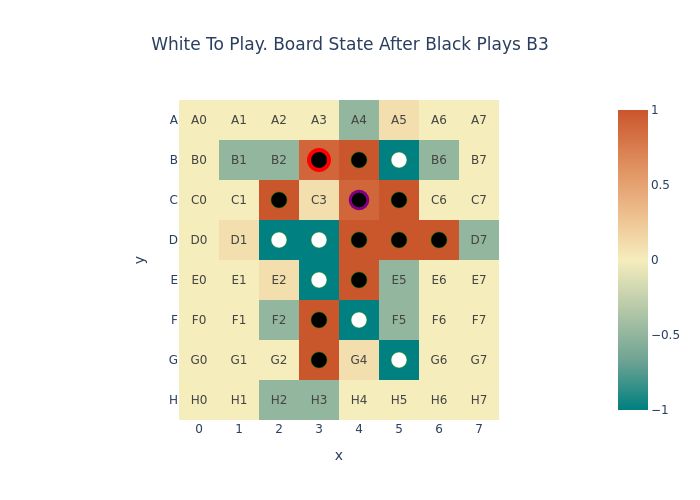 White To Play. Board State After Black Plays B3
A A0 A1 A2 A3 A4 A5 A6 A7 1
B B0 B1 B2 B6 B7
C C0 C1 C3 C6 C7 0.5
D D0 D1 D7
y 0
E E0 E1 E2 E5 E6 E7
F F0 F1 F2 F5 F6 F7 −0.5
G G0 G1 G2 G4 G6 G7
H H0 H1 H2 H3 H4 H5 H6 H7 −1
0 1 2 3 4 5 6 7
x